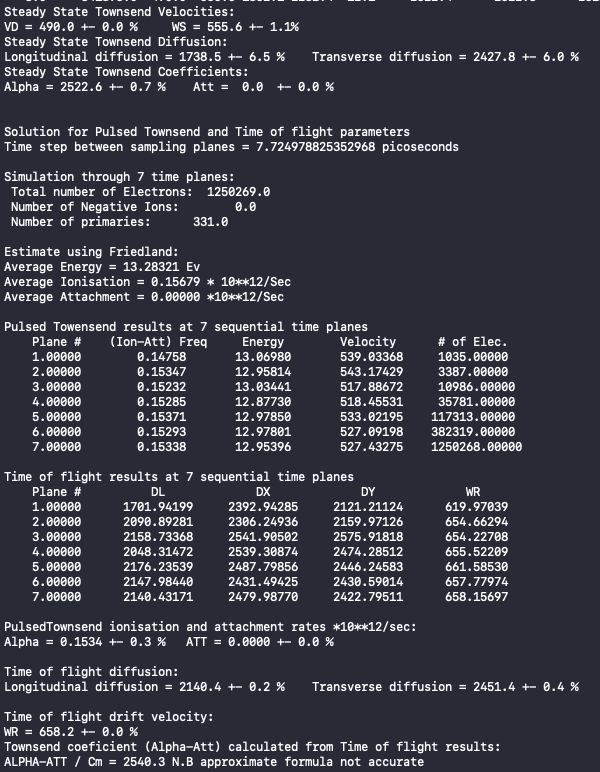 Steady State Townsend Velocities:
VD = 490.0 +- 0.0 %     WS = 555.6 +- 1.1%
Steady State Townsend Diffusion:
Longitudinal diffusion = 1738.5 +- 6.5 %    Transverse diffusion = 2427.8 +- 6.0 %
Steady State Townsend Coefficients:
Alpha = 2522.6 +- 0.7 %    Att =  0.0  +- 0.0 %
Solution for Pulsed Townsend and Time of flight parameters
Time step between sampling planes = 7.724978825352968 picoseconds
Simulation through 7 time planes:
Total number of Electrons:  1250269.0
Number of Negative Ions:        0.0
Number of primaries:      331.0
Estimate using Friedland:
Average Energy = 13.28321 Ev
Average Ionisation = 0.15679 * 10**12/Sec
Average Attachment = 0.00000 *10**12/Sec
Pulsed Towensend results at 7 sequential time planes
Plane #    (Ion-Att) Freq     Energy        Velocity      # of Elec.
1.00000        0.14758       13.06980       539.03368     1035.00000
2.00000        0.15347       12.95814       543.17429     3387.00000
3.00000        0.15232       13.03441       517.88672     10986.00000
4.00000        0.15285       12.87730       518.45531     35781.00000
5.00000        0.15371       12.97850       533.02195     117313.00000
6.00000        0.15293       12.97801       527.09198     382319.00000
7.00000        0.15338       12.95396       527.43275     1250268.00000
Time of flight results at 7 sequential time planes
Plane #             DL             DX             DY             WR
1.00000      1701.94199     2392.94285     2121.21124      619.97039
2.00000      2090.89281     2306.24936     2159.97126      654.66294
3.00000      2158.73368     2541.90502     2575.91818      654.22708
4.00000      2048.31472     2539.30874     2474.28512      655.52209
5.00000      2176.23539     2487.79856     2446.24583      661.58530
6.00000      2147.98440     2431.49425     2430.59014      657.77974
7.00000      2140.43171     2479.98770     2422.79511      658.15697
PulsedTownsend ionisation and attachment rates *10**12/sec:
Alpha = 0.1534 +- 0.3 %   ATT = 0.0000 +- 0.0 %
Time of flight diffusion:
Longitudinal diffusion = 2140.4 +- 0.2 %    Transverse diffusion = 2451.4 +- 0.4 %
Time of flight drift velocity:
WR = 658.2 +- 0.0 %
Townsend coeficient (Alpha-Att) calculated from Time of flight results:
ALPHA-ATT / Cm = 2540.3 N.B approximate formula not accurate